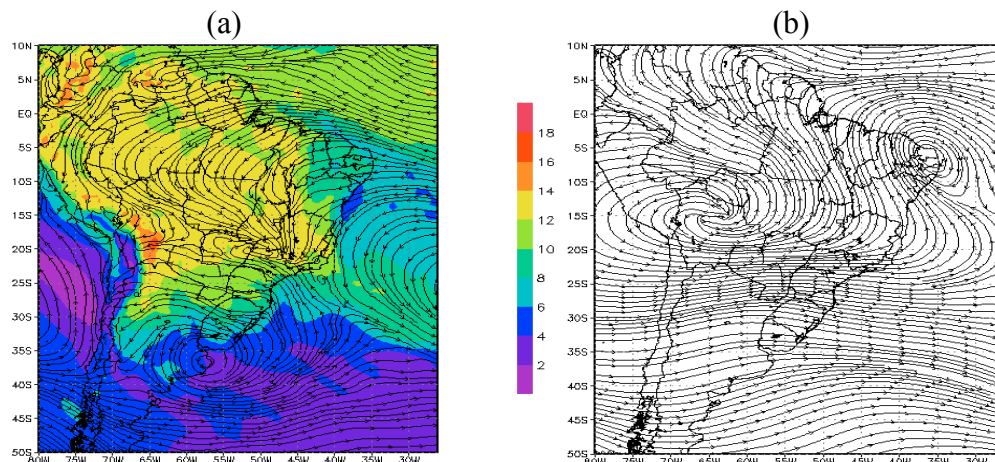 (a) (b)
10N 10N
5N 5N
EQ EQ
5S 5S
10S 10S
15S 15S
20S 20S
25S 25S
30S 30S
35S 35S
40S 40S
45S 45S
50S 50S
80W 75W 70W 65W 60W 55W 50W 45W 40W 35W 30W
18
16
14
12
10
8
6
4
2
80W 75W 70W 65W 60W 55W 50W 45W 40W 35W 30W